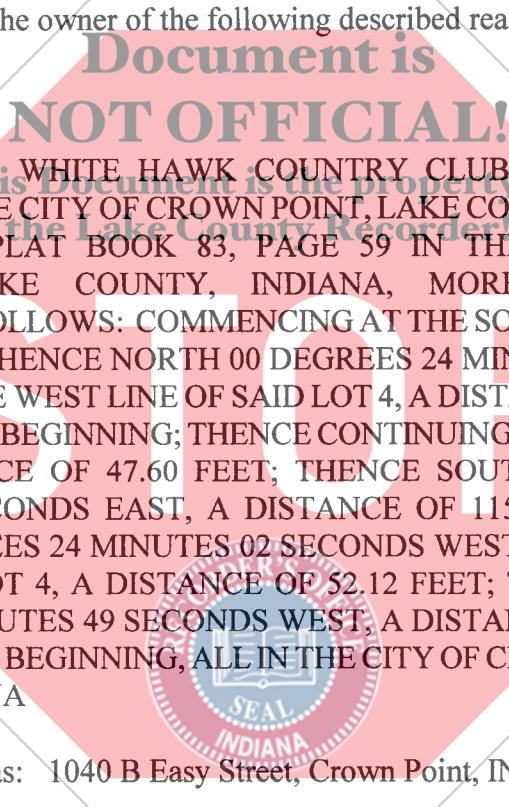 he owner of the following described rea
Document is
NOT OFFICIAL!
WHITE HAWK COUNTRY CLUB
is Document is the property
E CITY OF CROWN POINT, LAKE CO
the Lake County Recorder!
PLAT BOOK 83, PAGE 59 IN TH
KE COUNTY, INDIANA, MOR
OLLOWS: COMMENCING AT THE SO
HENCE NORTH 00 DEGREES 24 MIN
E WEST LINE OF SAID LOT 4, A DIST
BEGINNING; THENCE CONTINUING
CE OF 47.60 FEET; THENCE SOUT
CONDS EAST, A DISTANCE OF 115
EES 24 MINUTES 02 SECONDS WEST
OT 4, A DISTANCE OF 52.12 FEET;
UTES 49 SECONDS WEST, A DISTA
BEGINNING, ALL IN THE CITY OF C
NA
as: 1040 B Easy Street, Crown Point, IN
STOP
SEAL
INDIANA